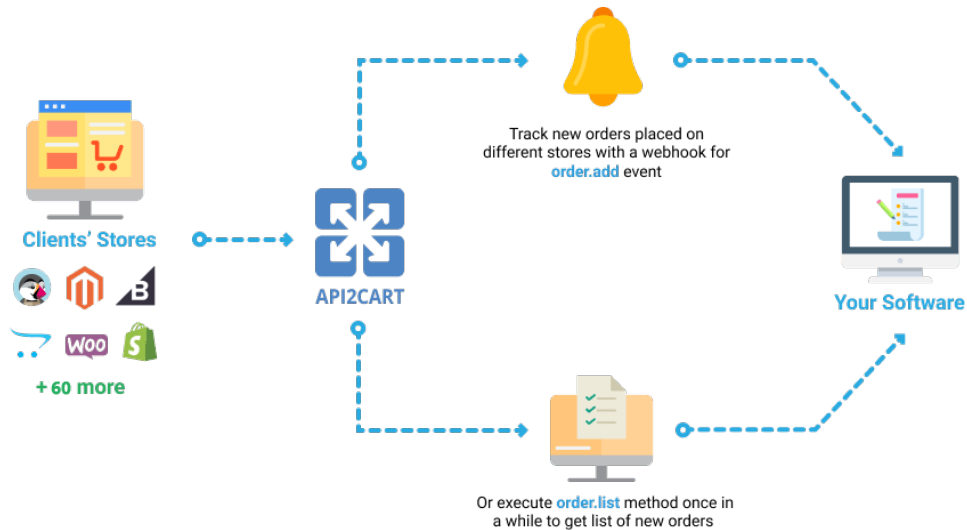 Track new orders placed on
different stores with a webhook for
order.add event
Clients' Stores
B
WOO
S
+ 60 more
API2CART
Your Software
Or execute order.list method once in
a while to get list of new orders